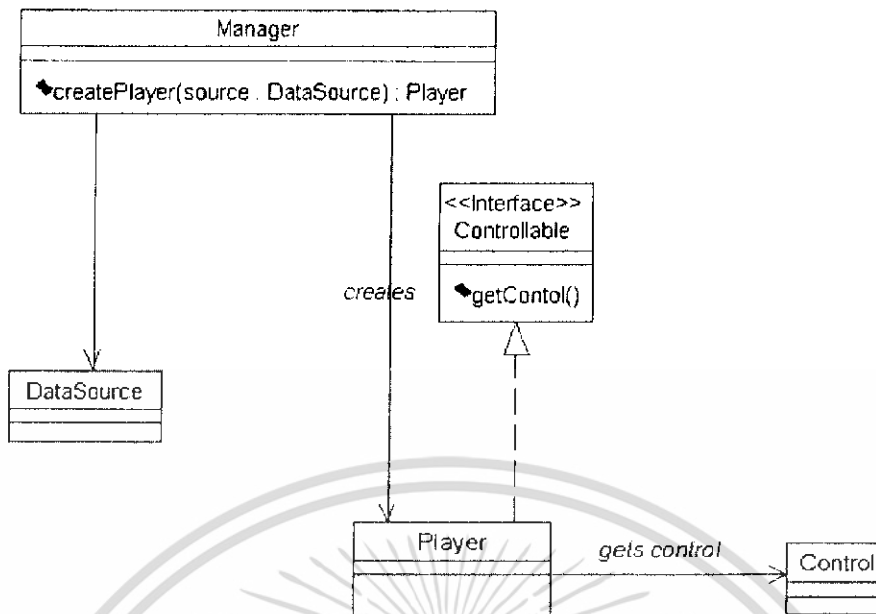 Manager
createPlayer(source . DataSource) : Player
<<Interface>>
Controllable
getContol()
creates
DataSource
Player
gets control
Control